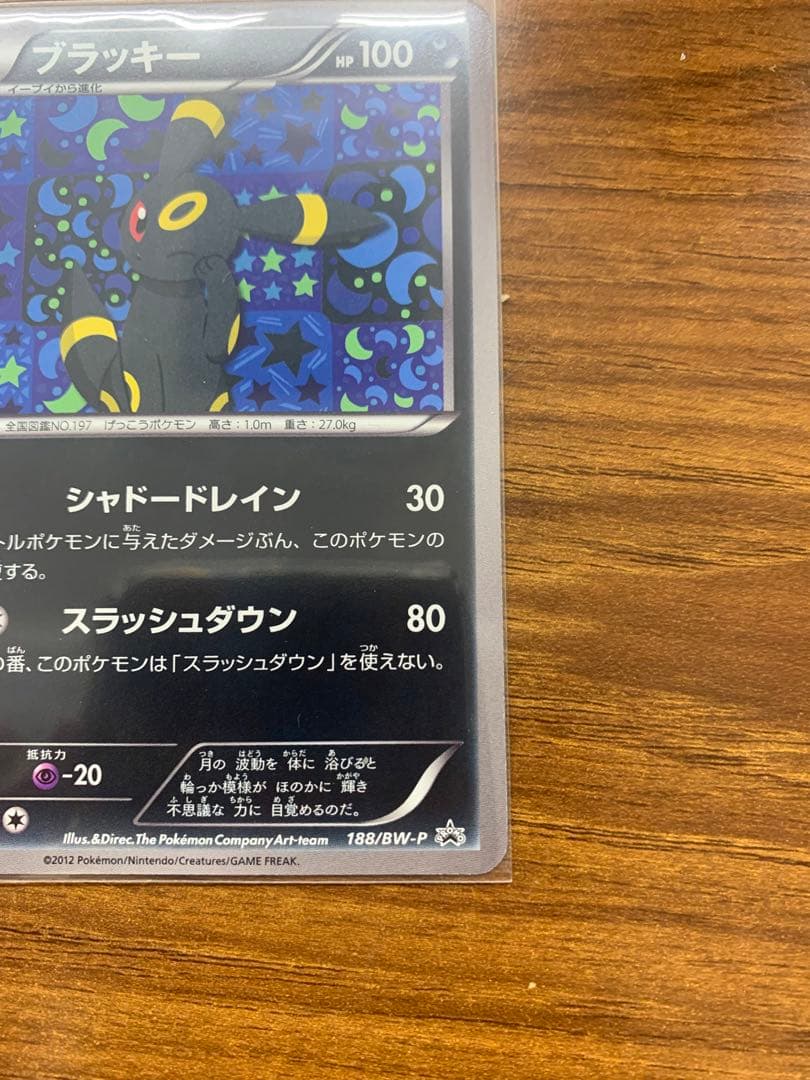 ブラッキー HP 100
イーブイから進化
全国図鑑NO.197 げっこうポケモン 高さ:1.0m 重さ:27.0kg
シャドードレイン 30
トルポケモンに与えたダメージぶん、このポケモンの
する。
スラッシュダウン 80
の番、このポケモンは「スラッシュダウン」を使えない。
抵抗力
-20
月の 波動を 体に 浴びると
輪っか模様が ほのかに 輝き
不思議な 力に 目覚めるのだ。
Illus.&Direc.The Pokémon Company Art-team 188/BW-P
©2012 Pokémon/Nintendo/Creatures/GAME FREAK.